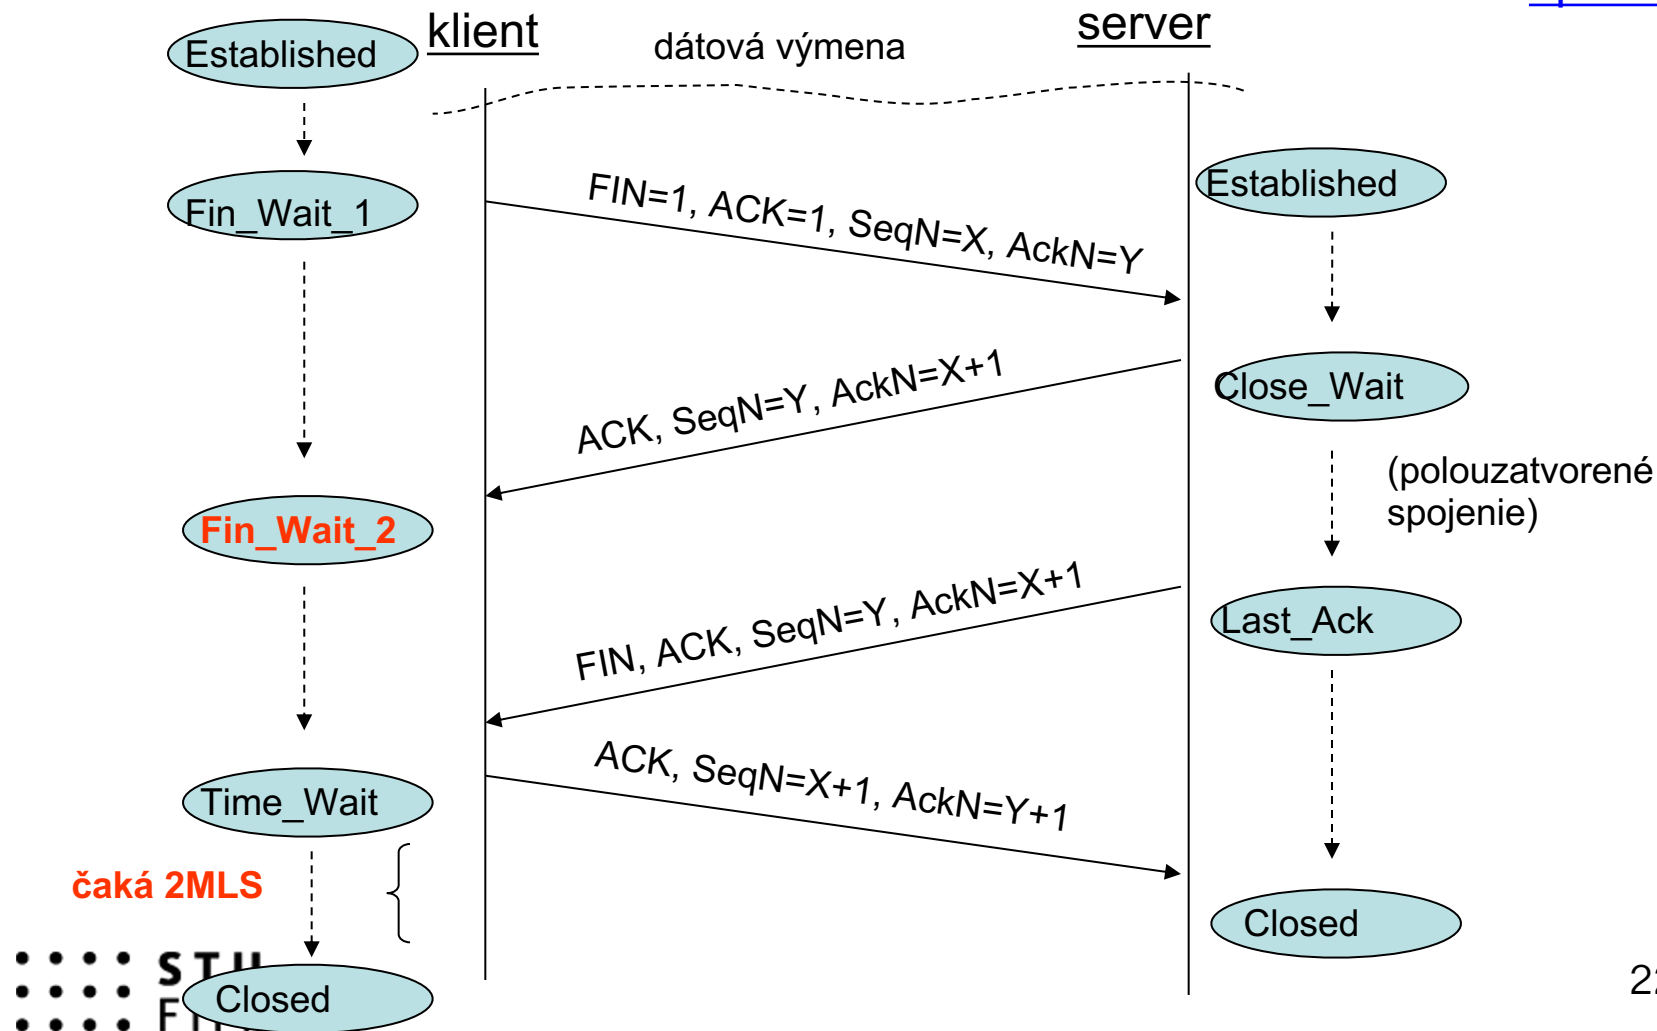 klient
server
dátová výmena
Established
Fin_Wait_1
Established
FIN=1, ACK=1, SeqN=X, AckN=Y
Close_Wait
ACK, SeqN=Y, AckN=X+1
(polouzatvorené
spojenie)
Fin_Wait_2
FIN, ACK, SeqN=Y, AckN=X+1
Last_Ack
Time_Wait
ACK, SeqN=X+1, AckN=Y+1
čaká 2MLS
Closed
Closed